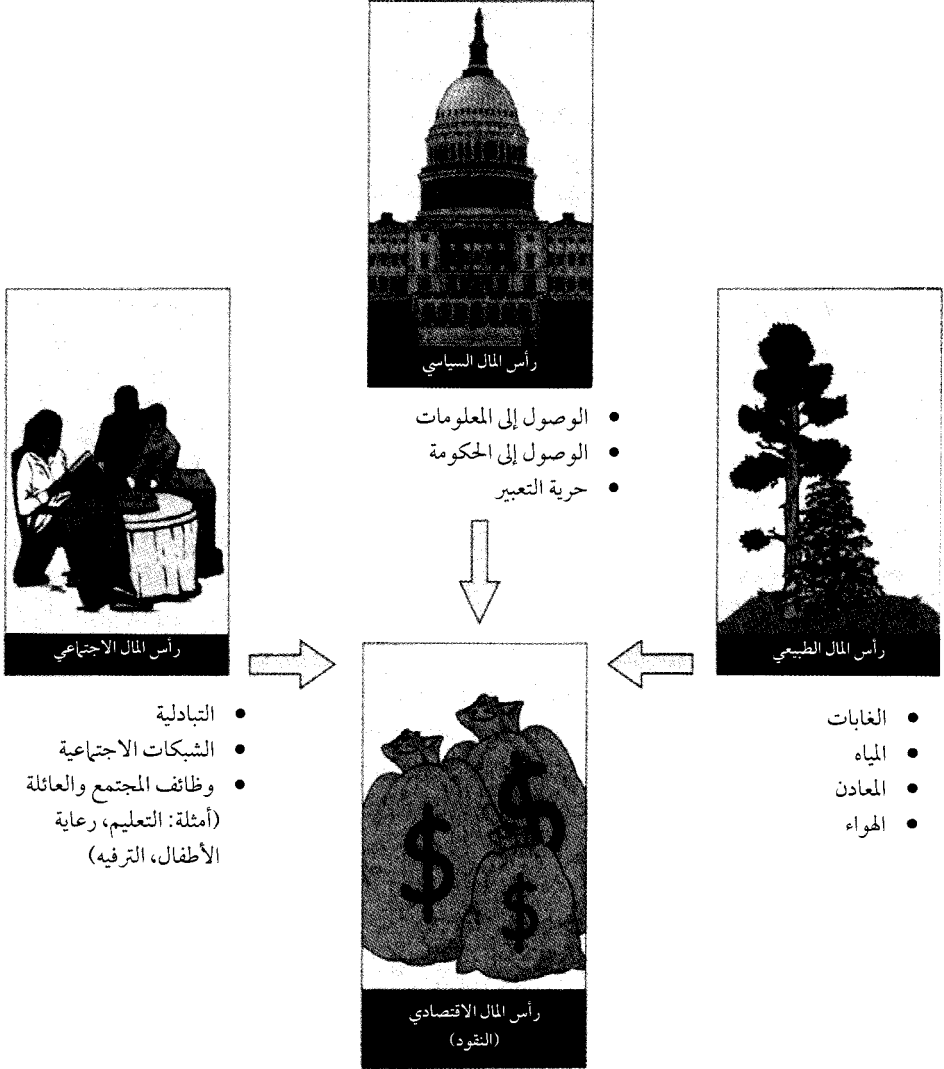 رأس المال السياسي
• الوصول إلى المعلومات
• الوصول إلى الحكومة
• حرية التعبير
رأس المال الطبيعي
• الغابات
• المياه
• المعادن
• الهواء
رأس المال الاجتماعي
• التبادلية
• الشبكات الاجتماعية
• وظائف المجتمع والعائلة
(أمثلة: التعليم، رعاية
الأطفال، الترفيه)
رأس المال الاقتصادي
(النقود)